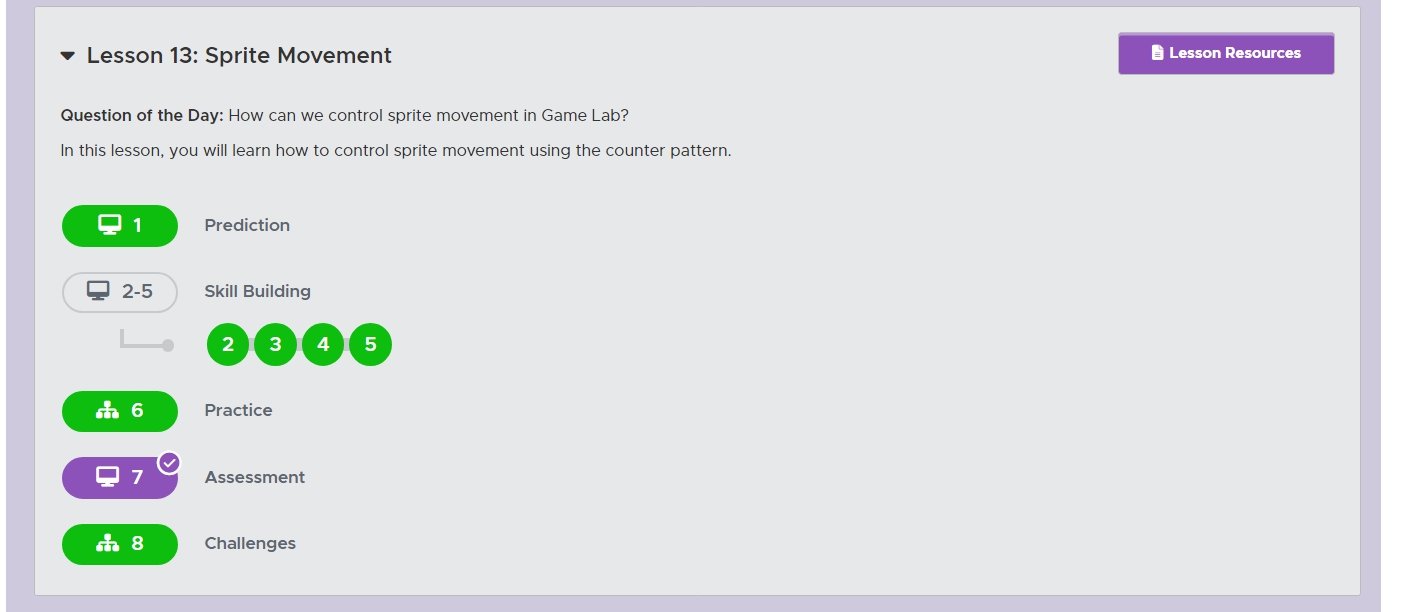 Lesson 13: Sprite Movement
Lesson Resources
Question of the Day: How can we control sprite movement in Game Lab?
In this lesson, you will learn how to control sprite movement using the counter pattern.
1 Prediction
2-5 Skill Building
2 3 4 5
6 Practice
7 Assessment
8 Challenges